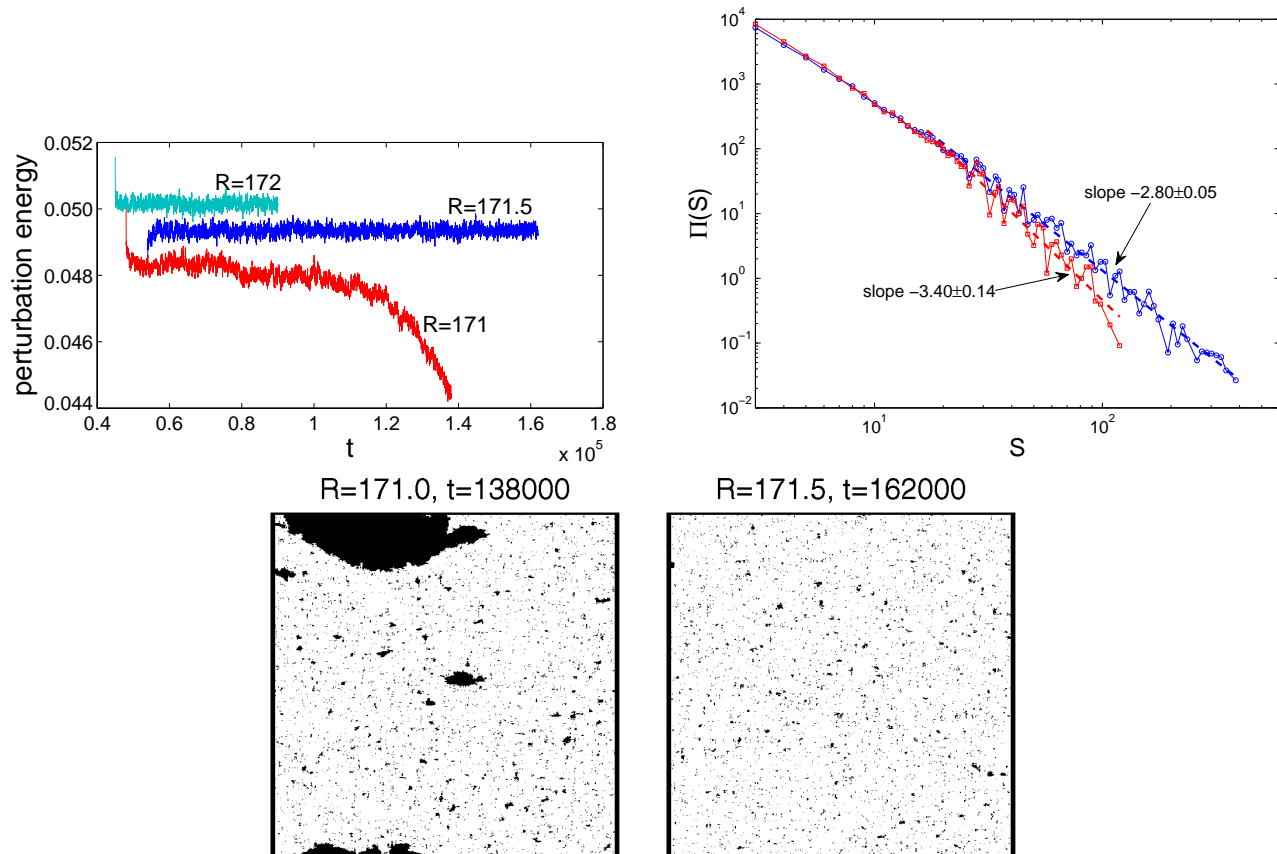 0.052
0.050
0.048
0.046
0.044
perturbation energy
R=172
R=171.5
R=171
0.4 0.6 0.8 1 1.2 1.4 1.6 1.8
t
x 10^5
10^4
10^3
10^2
10^1
10^0
10^−1
10^−2
Π(S)
slope −2.80±0.05
slope −3.40±0.14
10^1 10^2
S
R=171.0, t=138000
R=171.5, t=162000